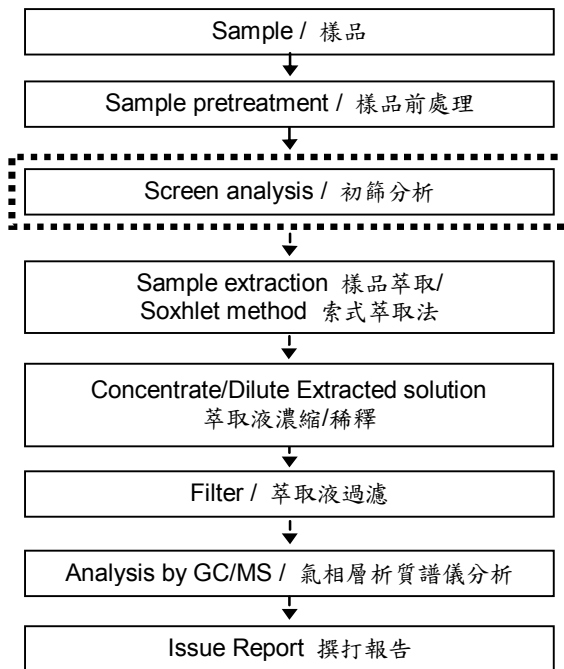 Sample / 樣品
Sample pretreatment / 樣品前處理
Screen analysis / 初篩分析
Sample extraction 樣品萃取/
Soxhlet method 索式萃取法
Concentrate/Dilute Extracted solution
萃取液濃縮/稀釋
Filter / 萃取液過濾
Analysis by GC/MS / 氣相層析質譜儀分析
Issue Report 撰打報告